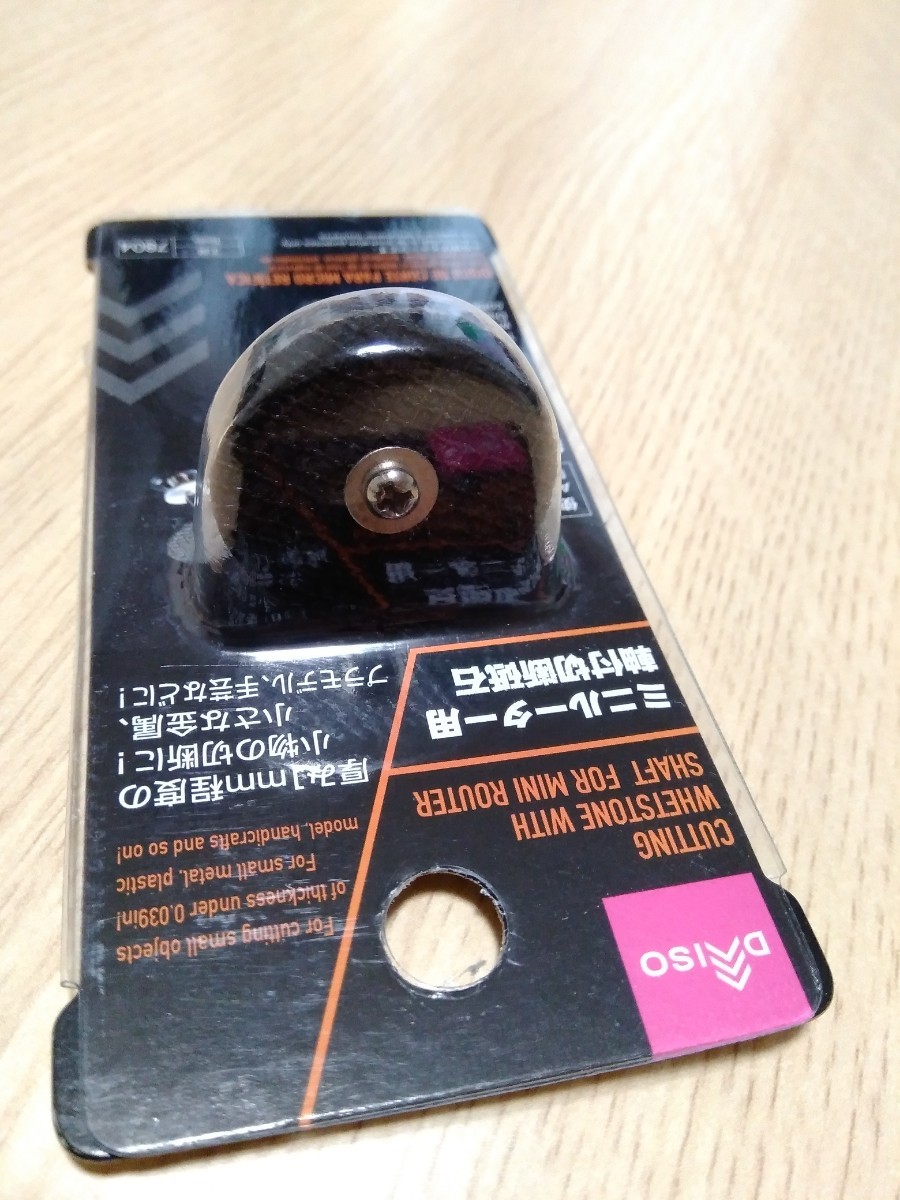 DAISO
CUTTING
WHETSTONE WITH
SHAFT FOR MINI ROUTER
ミニルーター用
軸付切断砥石
For cutting small objects
of thickness under 0.039in!
For small metal, plastic
model, handicrafts and so on!
厚み1mm程度の
小物の切断に!
小さな金属、
プラモデル、手芸などに!
7604